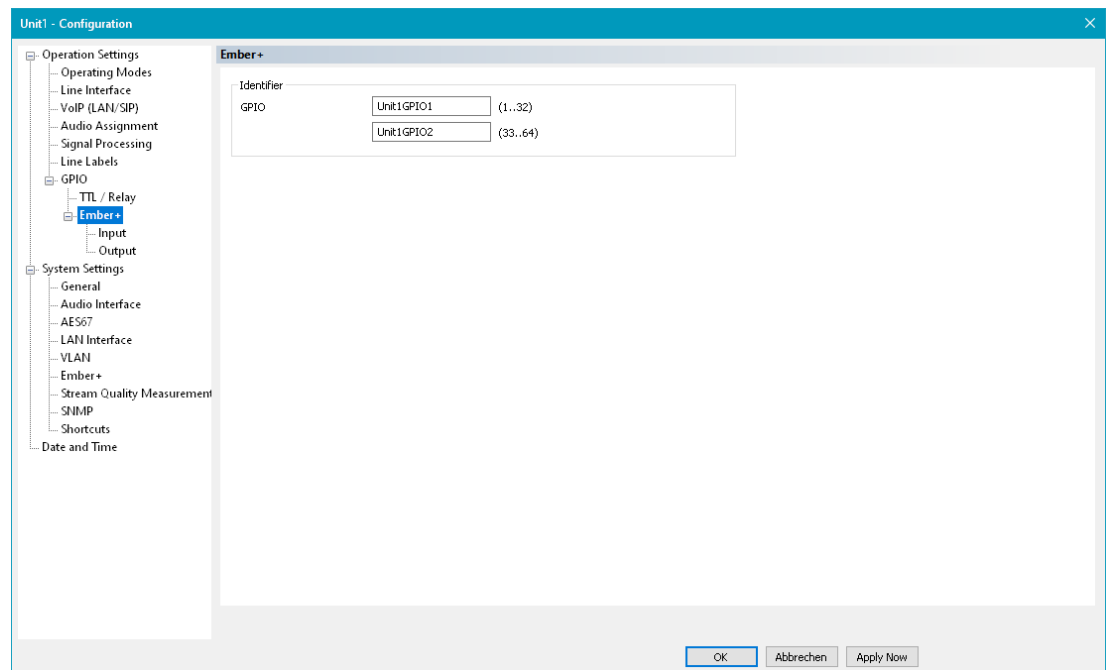 Unit1 - Configuration
Operation Settings
Operating Modes
Line Interface
VoIP (LAN/SIP)
Audio Assignment
Signal Processing
Line Labels
GPIO
TTL / Relay
Ember+
Input
Output
System Settings
General
Audio Interface
AES67
LAN Interface
VLAN
Ember+
Stream Quality Measurement
SNMP
Shortcuts
Date and Time
Ember+
Identifier
GPIO Unit1GPIO1 (1..32)
Unit1GPIO2 (33..64)
OK Abbrechen Apply Now